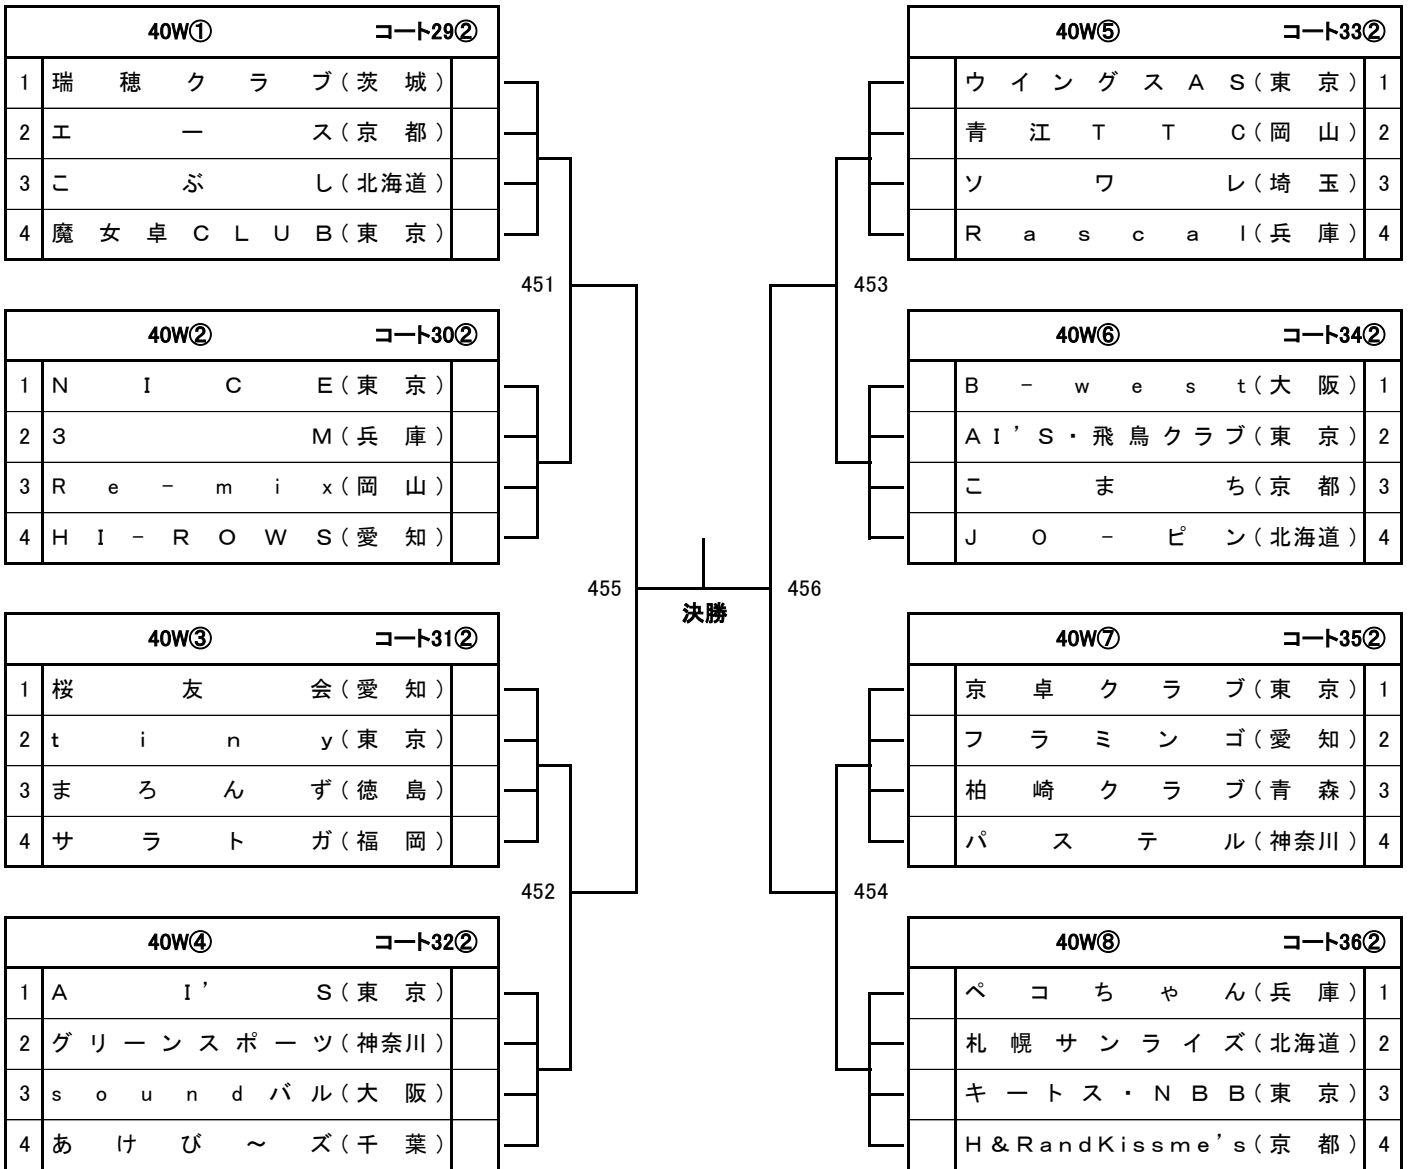 40W① コート29②
1 瑞穂クラブ(茨城)
2 エース(京都)
3 こぶし(北海道)
4 魔女卓CLUB(東京)
451
40W② コート30②
1 NICE(東京)
2 3M(兵庫)
3 Re-mix(岡山)
4 HI-ROWS(愛知)
455
40W③ コート31②
1 桜友会(愛知)
2 tiny(東京)
3 まろんず(徳島)
4 サラトガ(福岡)
452
40W④ コート32②
1 AI'S(東京)
2 グリーンスポーツ(神奈川)
3 soundバル(大阪)
4 あけび～ズ(千葉)
決勝
40W⑤ コート33②
ウイングスAS(東京) 1
青江TTC(岡山) 2
ソワレ(埼玉) 3
Rascal(兵庫) 4
453
40W⑥ コート34②
B-west(大阪) 1
AI'S・飛鳥クラブ(東京) 2
こまち(京都) 3
JO-ピン(北海道) 4
456
40W⑦ コート35②
京卓クラブ(東京) 1
フラミンゴ(愛知) 2
柏崎クラブ(青森) 3
パステル(神奈川) 4
454
40W⑧ コート36②
ペコちゃん(兵庫) 1
札幌サンライズ(北海道) 2
キートス・NBB(東京) 3
H&RandKissme's(京都) 4